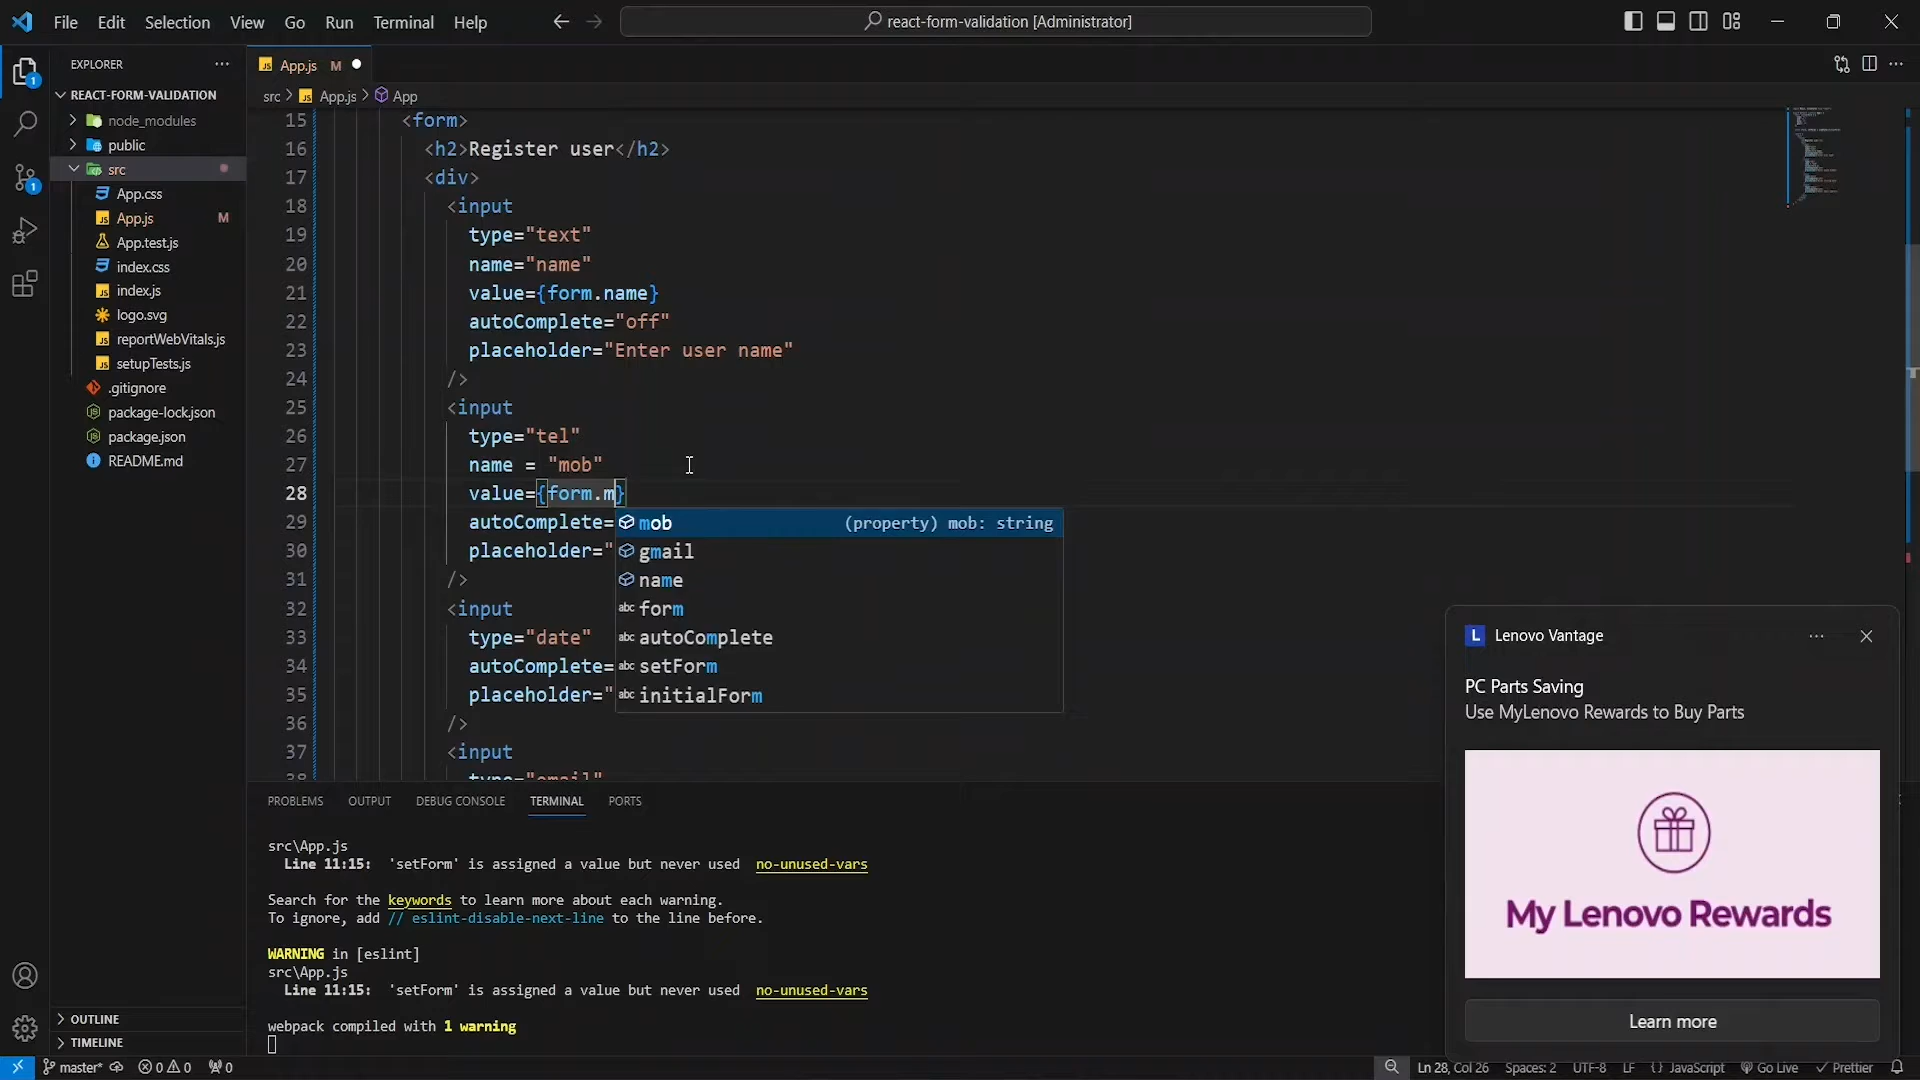 File Edit Selection View Go Run Terminal Help
react-form-validation [Administrator]
EXPLORER
REACT-FORM-VALIDATION
node_modules
public
src
App.css
App.js M
App.test.js
index.css
index.js
logo.svg
reportWebVitals.js
setupTests.js
.gitignore
package-lock.json
package.json
README.md
OUTLINE
TIMELINE
App.js M
src > App.js > App
15 <form>
16 <h2>Register user</h2>
17 <div>
18 <input
19 type="text"
20 name="name"
21 value={form.name}
22 autoComplete="off"
23 placeholder="Enter user name"
24 />
25 <input
26 type="tel"
27 name = "mob"
28 value={form.m}
29 autoComplete=
30 placeholder="
31 />
32 <input
33 type="date"
34 autoComplete=
35 placeholder="
36 />
37 <input
38 type="email"
mob (property) mob: string
gmail
name
form
autoComplete
setForm
initialForm
PROBLEMS OUTPUT DEBUG CONSOLE TERMINAL PORTS
src\App.js
Line 11:15: 'setForm' is assigned a value but never used no-unused-vars
Search for the keywords to learn more about each warning.
To ignore, add // eslint-disable-next-line to the line before.
WARNING in [eslint]
src\App.js
Line 11:15: 'setForm' is assigned a value but never used no-unused-vars
webpack compiled with 1 warning
L Lenovo Vantage
PC Parts Saving
Use MyLenovo Rewards to Buy Parts
My Lenovo Rewards
Learn more
master* 0 0 0 Ln 28, Col 26 Spaces: 2 UTF-8 LF {} JavaScript Go Live Prettier